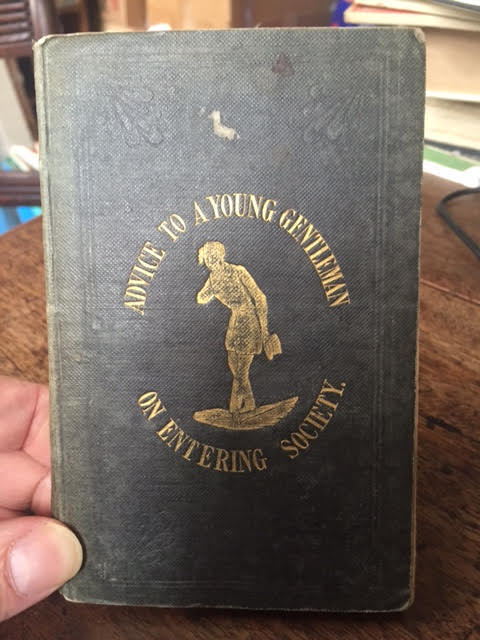 ADVICE TO A YOUNG GENTLEMAN
ON ENTERING SOCIETY.